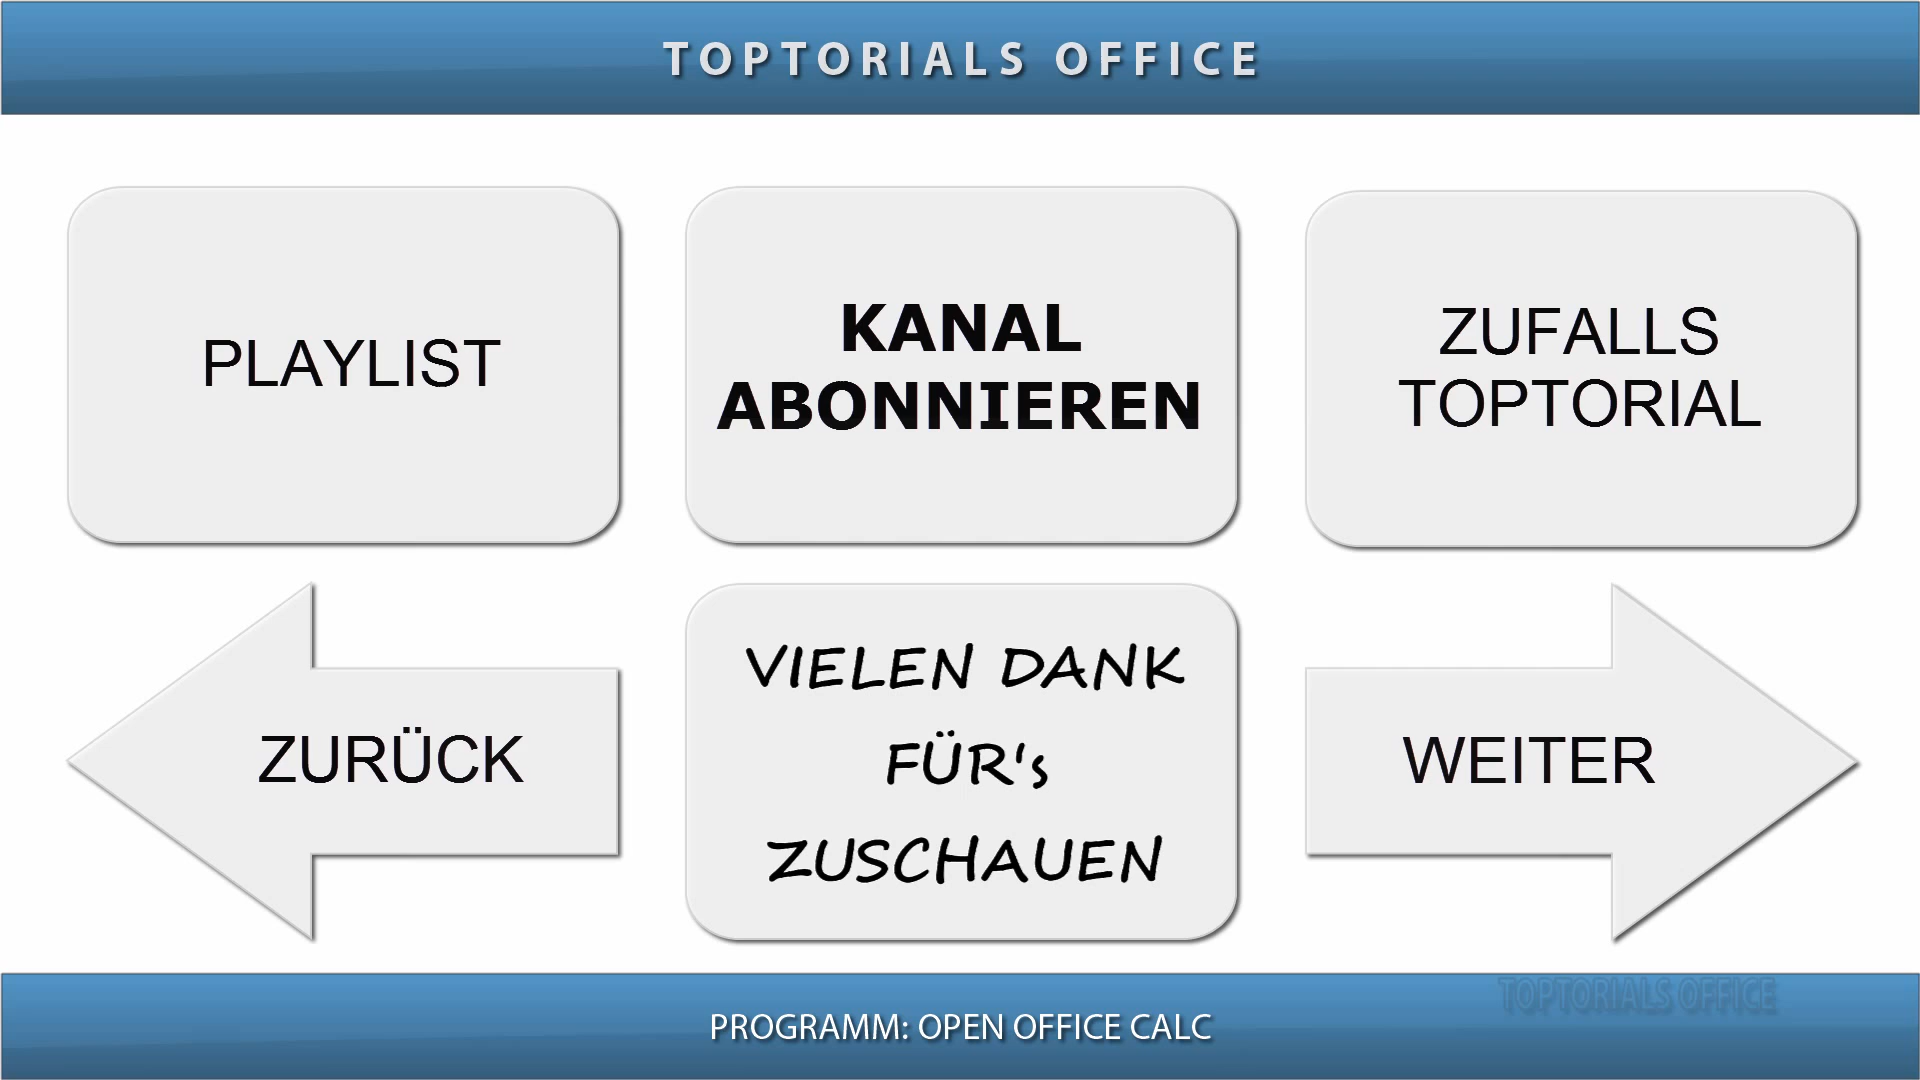 TOPTORIALS OFFICE
PLAYLIST
KANAL
ABONNIEREN
ZUFALLS
TOPTORIAL
ZURÜCK
VIELEN DANK
FÜR's
ZUSCHAUEN
WEITER
TOPTORIALS OFFICE
PROGRAMM: OPEN OFFICE CALC